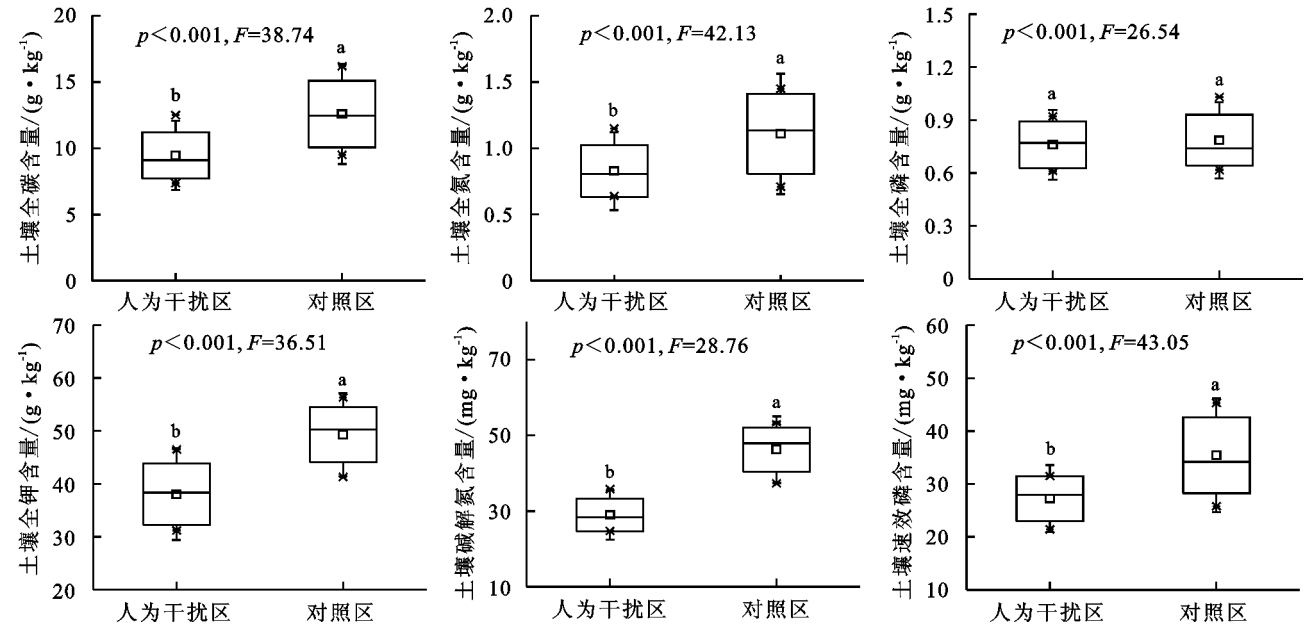 土壤全碳含量/(g·kg⁻¹)
20
15
10
5
0
p<0.001, F=38.74
b
a
人为干扰区
对照区
土壤全氮含量/(g·kg⁻¹)
2.0
1.5
1.0
0.5
0
p<0.001, F=42.13
b
a
人为干扰区
对照区
土壤全磷含量/(g·kg⁻¹)
1.5
1.2
0.9
0.6
0.3
0
p<0.001, F=26.54
a
a
人为干扰区
对照区
土壤全钾含量/(g·kg⁻¹)
70
60
50
40
30
20
p<0.001, F=36.51
b
a
人为干扰区
对照区
土壤碱解氮含量/(mg·kg⁻¹)
70
50
30
10
p<0.001, F=28.76
b
a
人为干扰区
对照区
土壤速效磷含量/(mg·kg⁻¹)
60
50
40
30
20
10
p<0.001, F=43.05
b
a
人为干扰区
对照区